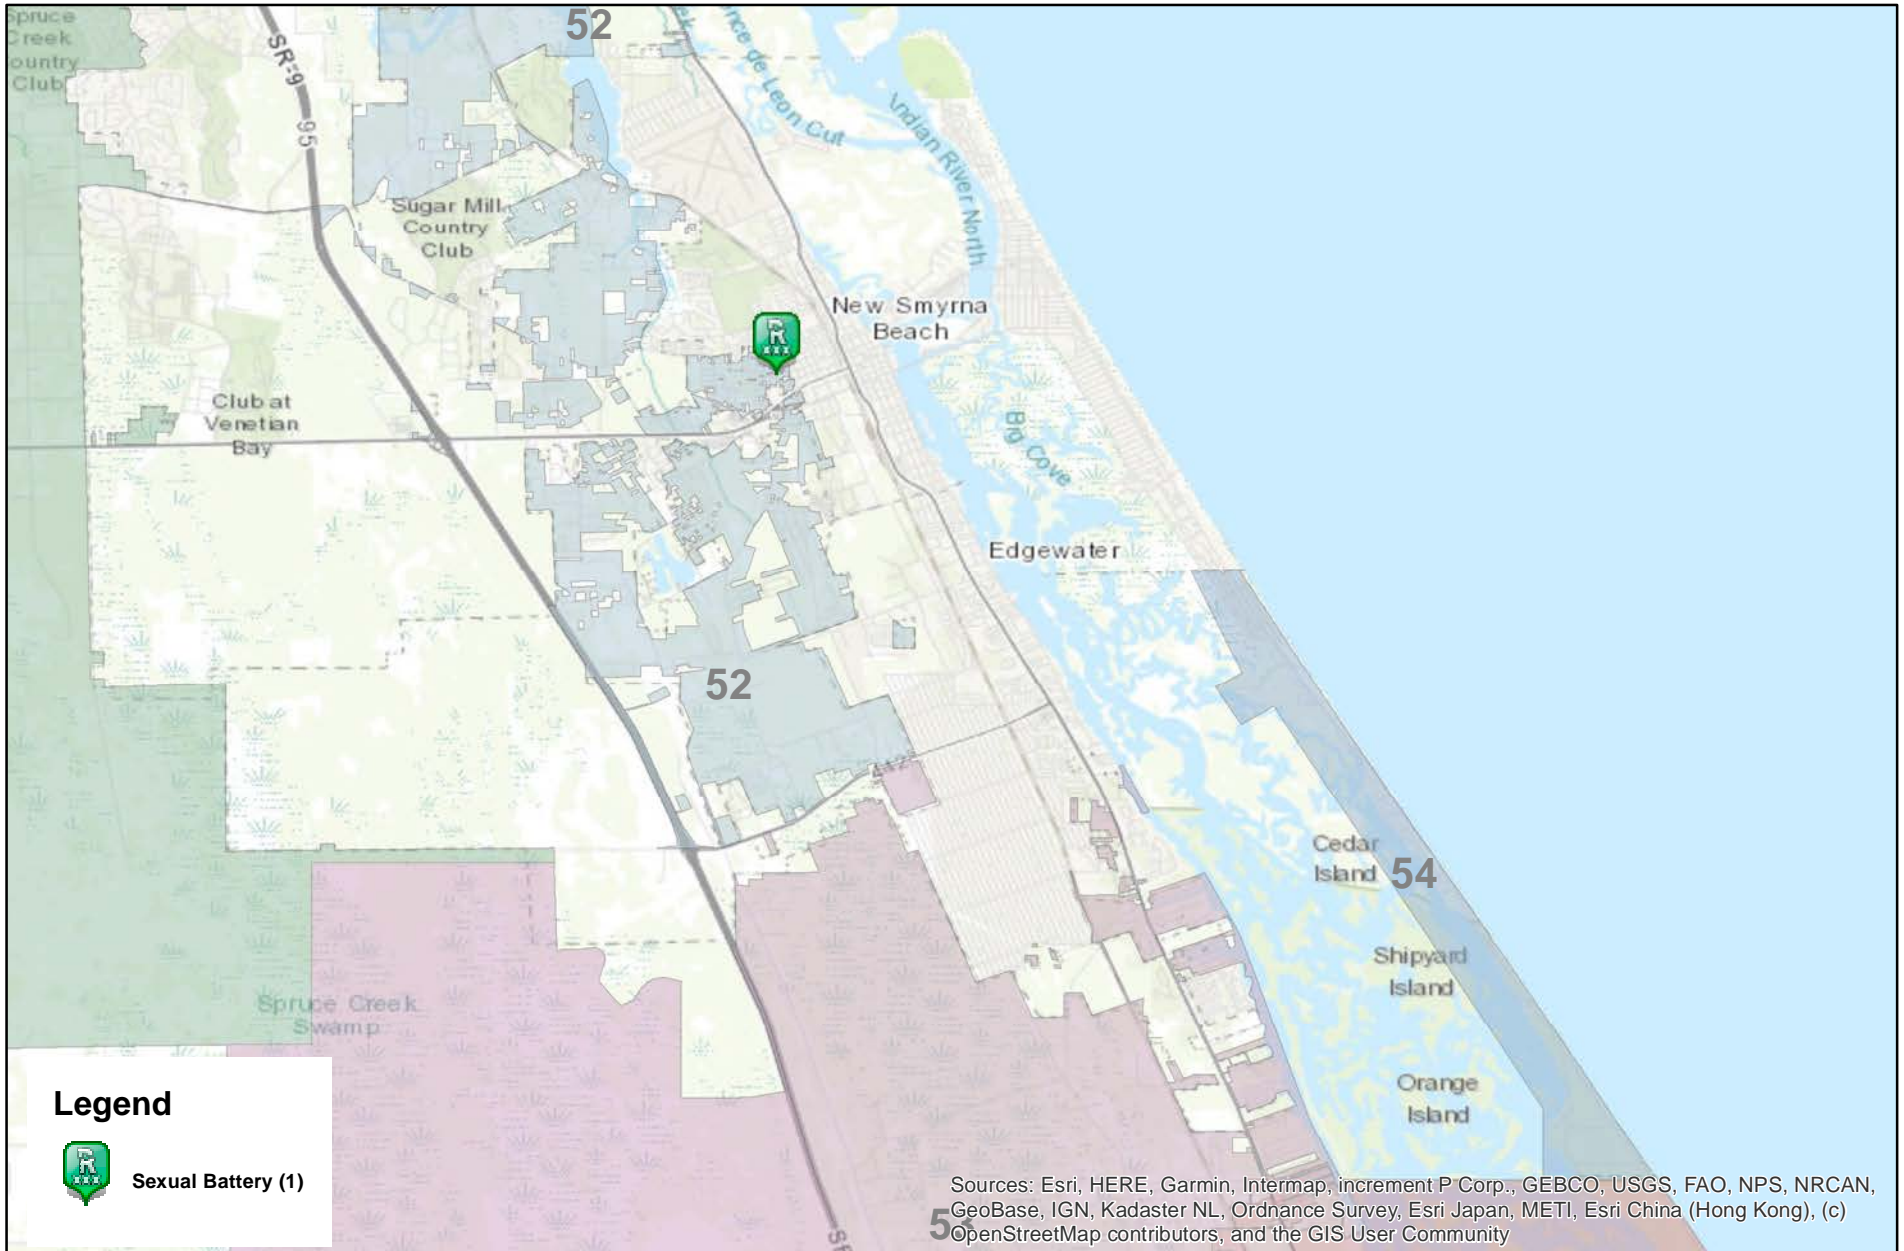 Spruce
Creek
Country
Club
52
SR-9
95
Ponce de Leon Cut
Indian River North
Sugar Mill
Country
Club
New Smyrna
Beach
Club at
Venetian
Bay
Big Cove
Edgewater
52
Cedar
Island
54
Shipyard
Island
Spruce Creek
Swamp
Orange
Island
Legend
Sexual Battery (1)
53
Sources: Esri, HERE, Garmin, Intermap, increment P Corp., GEBCO, USGS, FAO, NPS, NRCAN,
GeoBase, IGN, Kadaster NL, Ordnance Survey, Esri Japan, METI, Esri China (Hong Kong), (c)
OpenStreetMap contributors, and the GIS User Community